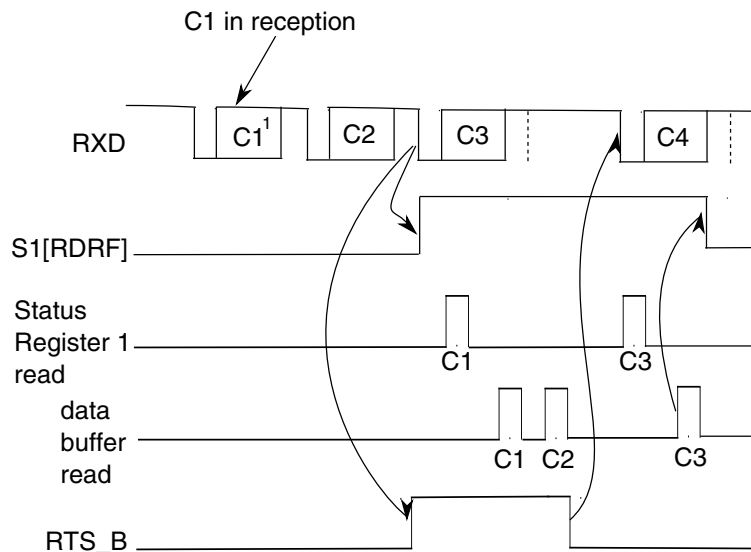 C1 in reception
RXD
C1 1
C2
C3
C4
S1[RDRF]
Status
Register 1
read
C1
C3
data
buffer
read
C1
C2
C3
RTS_B